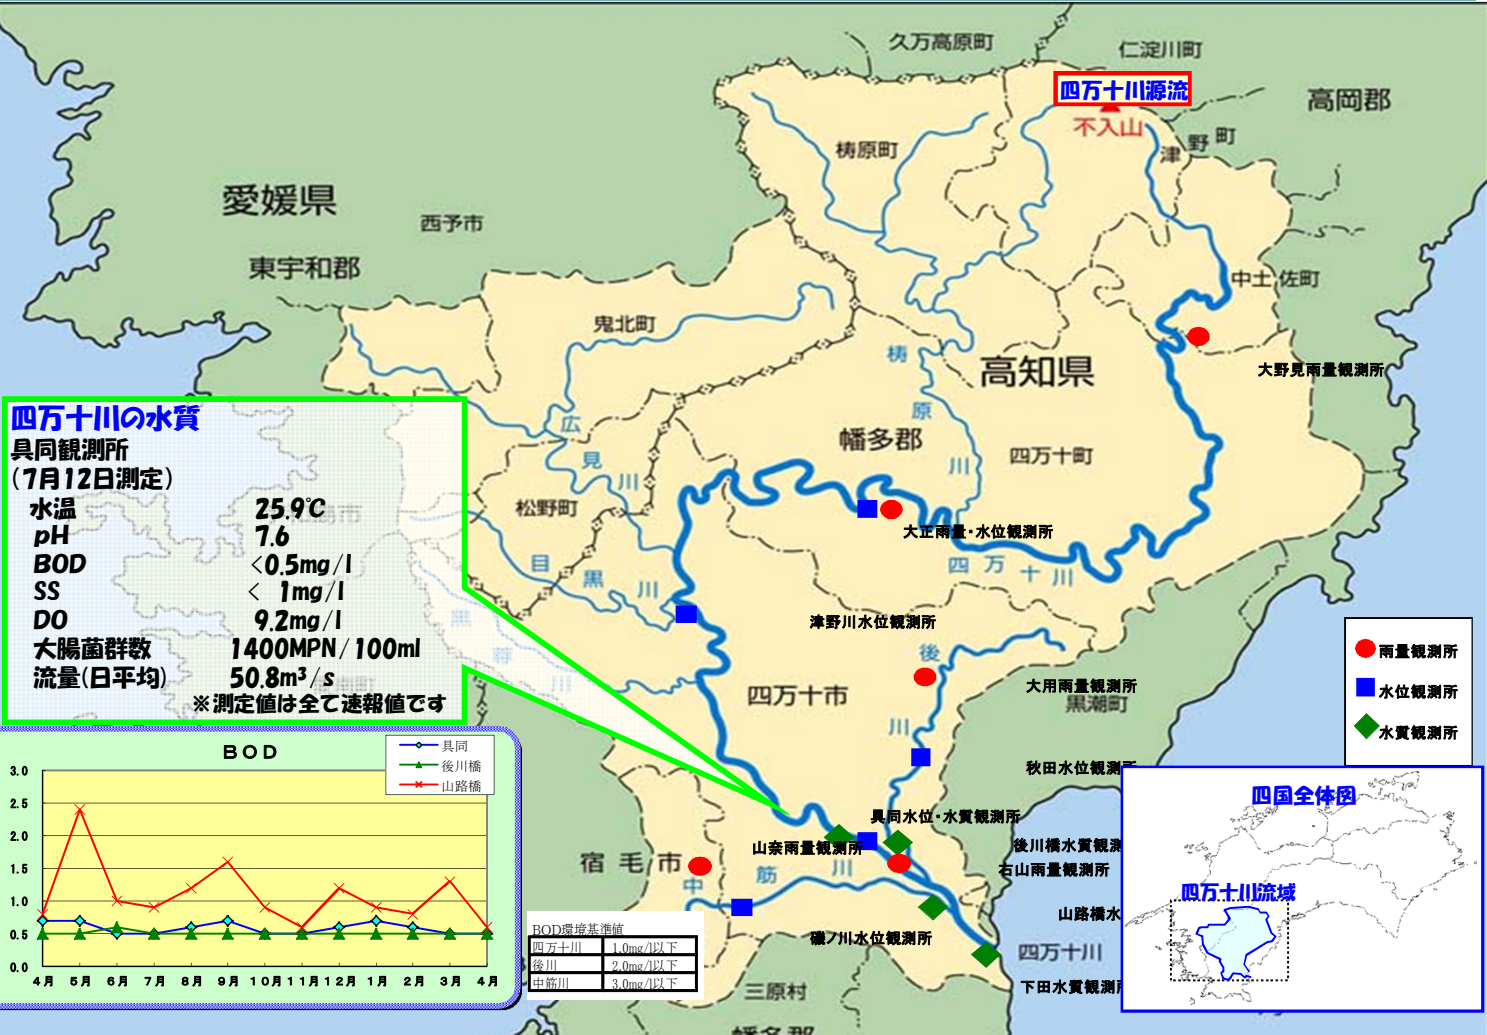 久万高原町
仁淀川町
四万十川源流
不入山
高岡郡
梼原町
津野町
愛媛県
西予市
東宇和郡
中土佐町
鬼北町
梼原川
高知県
大野見雨量観測所
広見川
幡多郡
四万十町
松野町
大正雨量・水位観測所
四万十川
目黒川
津野川水位観測所
後川
四万十市
大用雨量観測所
黒潮町
秋田水位観測所
具同水位・水質観測所
山奈雨量観測所
後川橋水質観測
右山雨量観測所
宿毛市
中筋川
山路橋水
磯ノ川水位観測所
四万十川
下田水質観測所
三原村
幡多郡
四万十川の水質
具同観測所
(7月12日測定)
水温 25.9℃
pH 7.6
BOD <0.5mg/l
SS < 1mg/l
DO 9.2mg/l
大腸菌群数 1400MPN/100ml
流量(日平均) 50.8m³/s
※測定値は全て速報値です
雨量観測所
水位観測所
水質観測所
BOD
具同
後川橋
山路橋
3.0
2.5
2.0
1.5
1.0
0.5
0.0
4月 5月 6月 7月 8月 9月 10月 11月 12月 1月 2月 3月 4月
BOD環境基準値
四万十川 1.0mg/l以下
後川 2.0mg/l以下
中筋川 3.0mg/l以下
四国全体図
四万十川流域